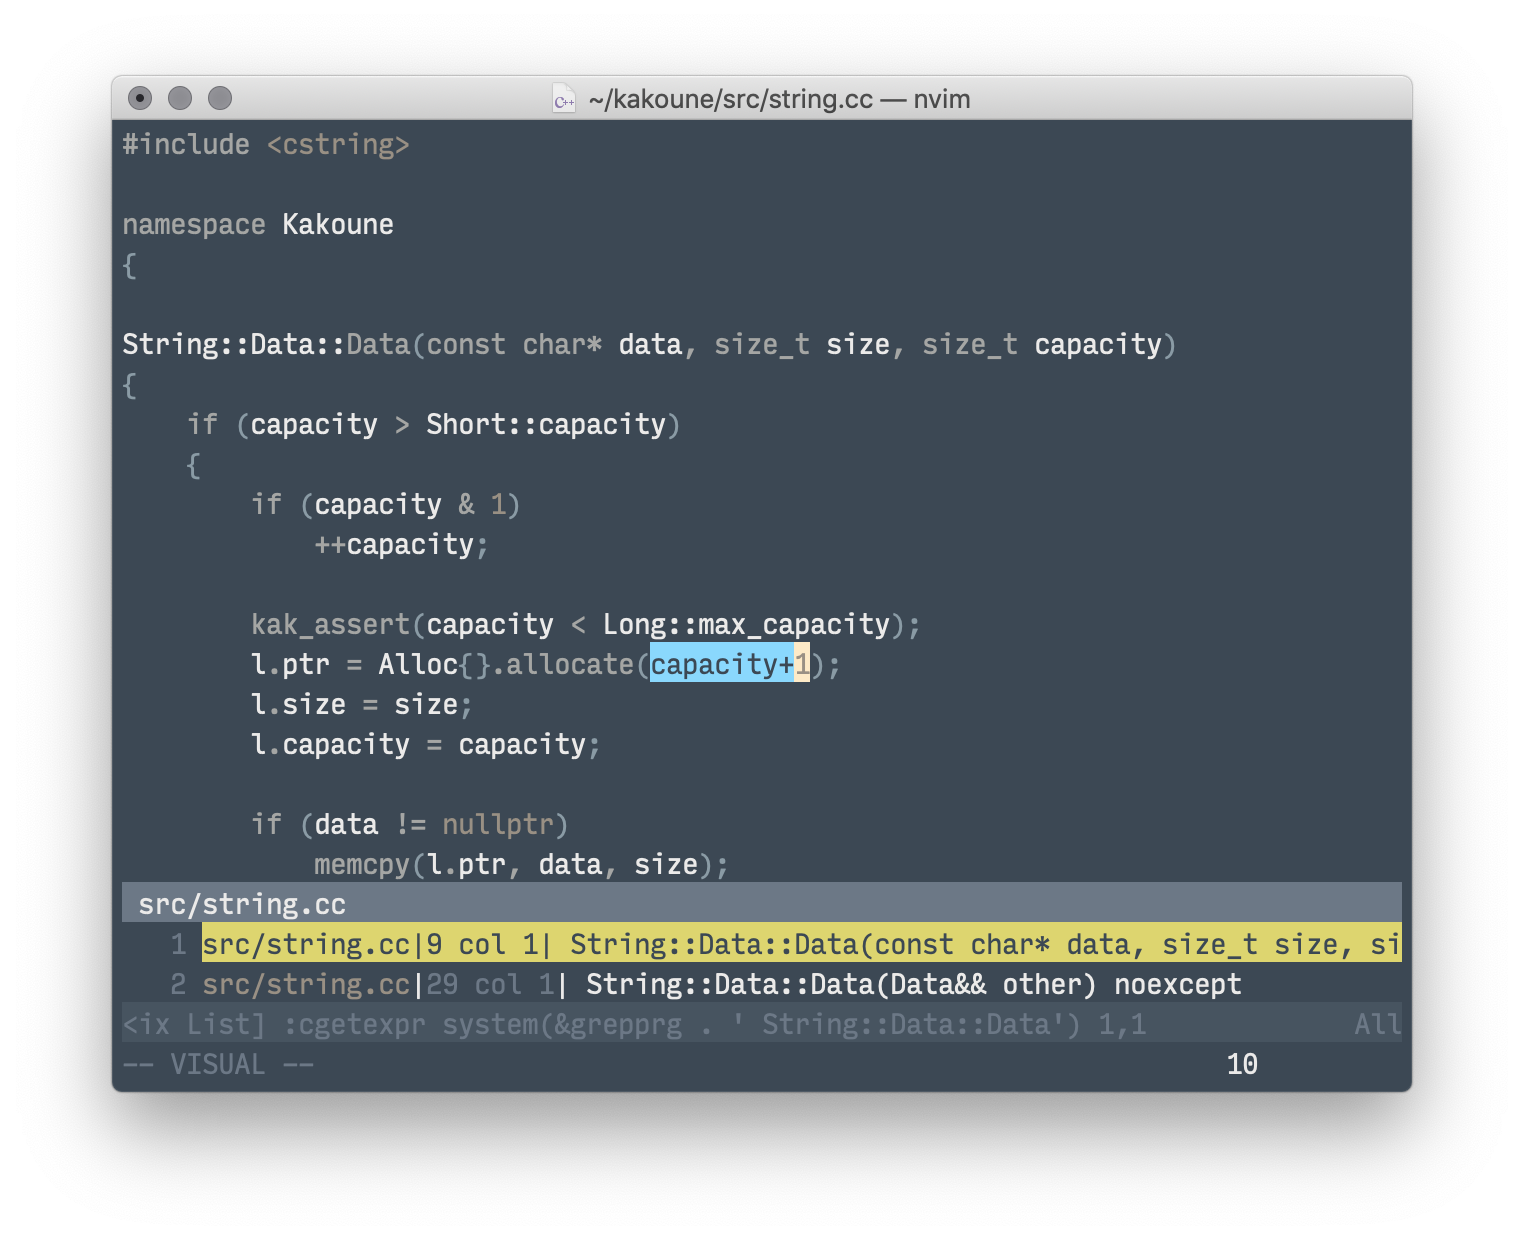 C++ ~/kakoune/src/string.cc — nvim
#include <cstring>
namespace Kakoune
{
String::Data::Data(const char* data, size_t size, size_t capacity)
{
    if (capacity > Short::capacity)
    {
        if (capacity & 1)
            ++capacity;
        kak_assert(capacity < Long::max_capacity);
        l.ptr = Alloc{}.allocate(capacity+1);
        l.size = size;
        l.capacity = capacity;
        if (data != nullptr)
            memcpy(l.ptr, data, size);
src/string.cc
1 src/string.cc|9 col 1| String::Data::Data(const char* data, size_t size, si
2 src/string.cc|29 col 1| String::Data::Data(Data&& other) noexcept
<ix List] :cgetexpr system(&grepprg . ' String::Data::Data') 1,1 All
-- VISUAL -- 10